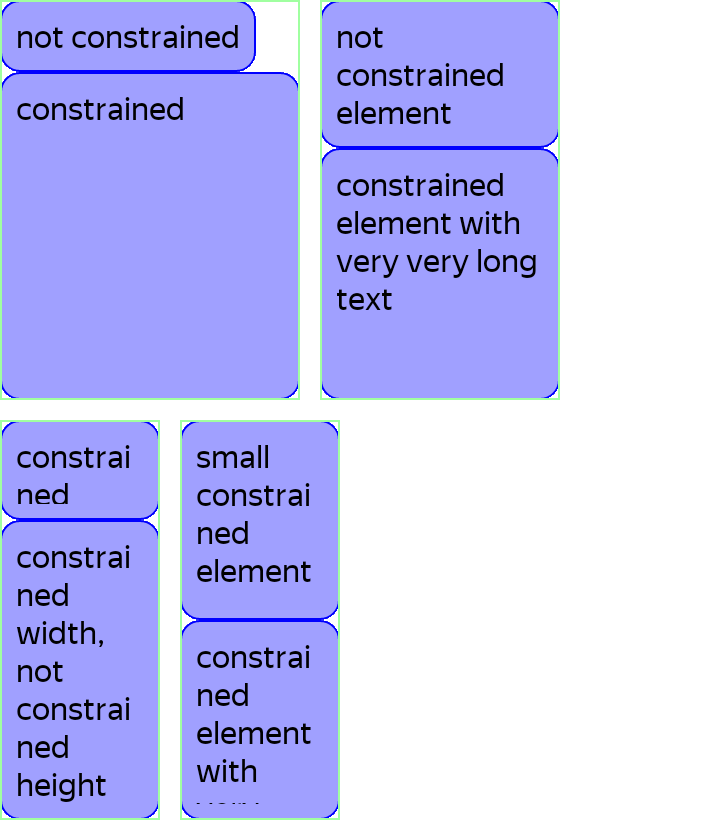 not constrained
constrained
not
constrained
element
constrained
element with
very very long
text
constrai
ned
constrai
ned
width,
not
constrai
ned
height
small
constrai
ned
element
constrai
ned
element
with